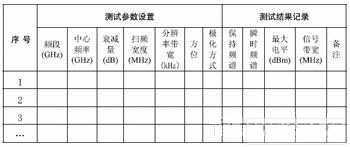 序 号
测试参数设置
测试结果记录
频段
(GHz)
中心
频率
(GHz)
衰减
量
(dB)
扫频
宽度
(MHz)
分辨
率带
宽
(kHz)
方
位
极
化
方
式
保
持
频
谱
瞬
时
频
谱
最大
电平
(dBm)
信号
带宽
(MHz)
备
注
1
2
3
…